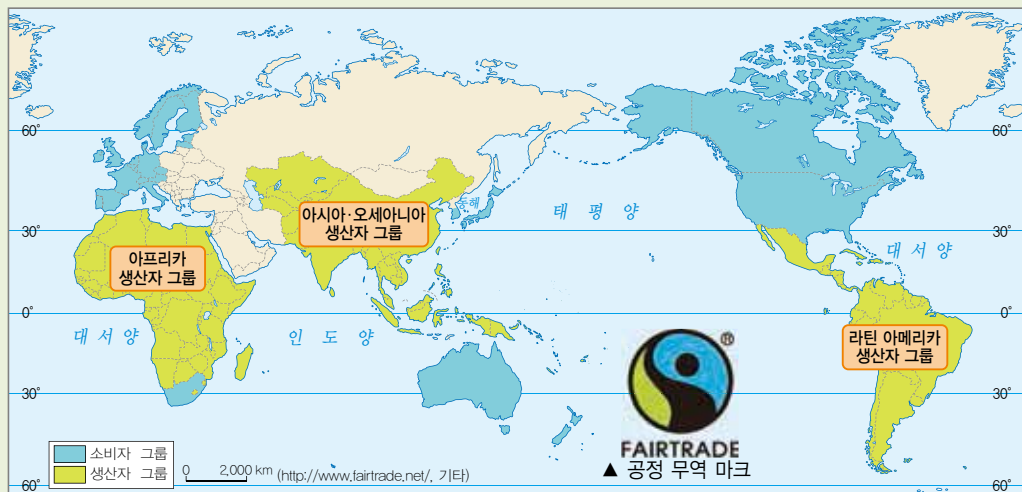 60°
60°
동해
아시아·오세아니아
생산자 그룹
태평양
30°
30°
대서양
아프리카
생산자 그룹
0°
0°
대서양
인도양
라틴 아메리카
생산자 그룹
®
30°
30°
FAIRTRADE
▲ 공정 무역 마크
소비자 그룹
생산자 그룹
0 2,000 km (http://www.fairtrade.net/, 기타)
60°
60°